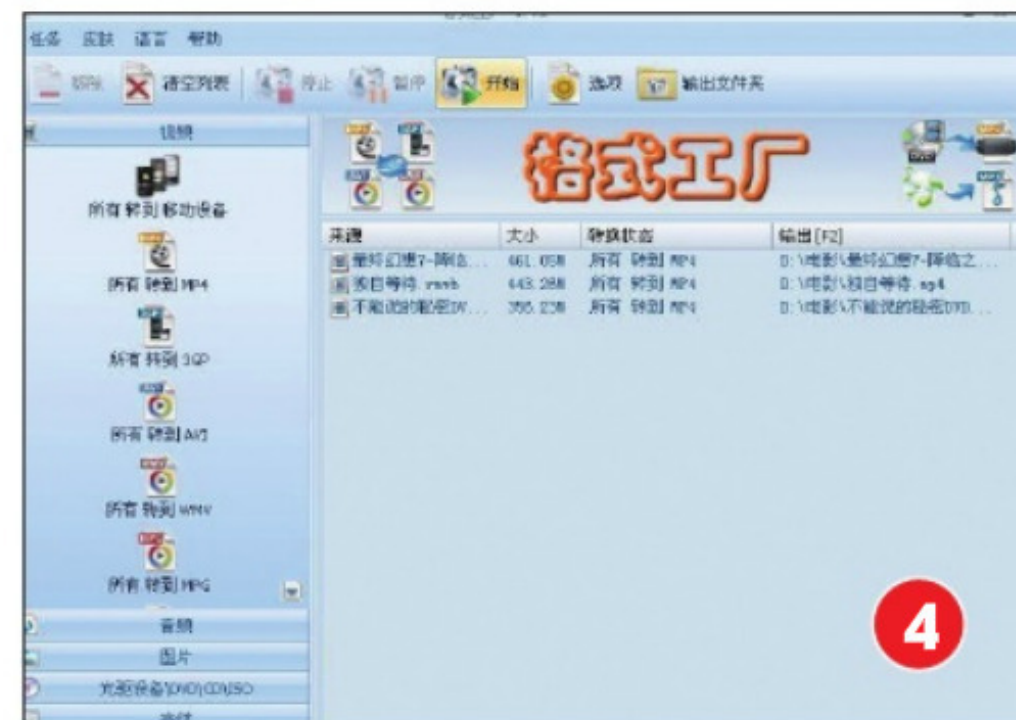 任务 皮肤 语言 帮助
移除 清空列表 停止 暂停 开始 选项 输出文件夹
视频
所有 转到 移动设备
所有 转到 MP4
所有 转到 3GP
所有 转到 AVI
所有 转到 WMV
所有 转到 MPG
音频
图片
光驱设备\DVD\CD\ISO
格式工厂
来源 大小 转换状态 输出[F2]
最终幻想7-降临... 461.05M 所有 转到 MP4 D:\电影\最终幻想7-降临之...
独自等待.rmvb 443.28M 所有 转到 MP4 D:\电影\独自等待.mp4
不能说的秘密DV... 356.23M 所有 转到 MP4 D:\电影\不能说的秘密DVD...
4